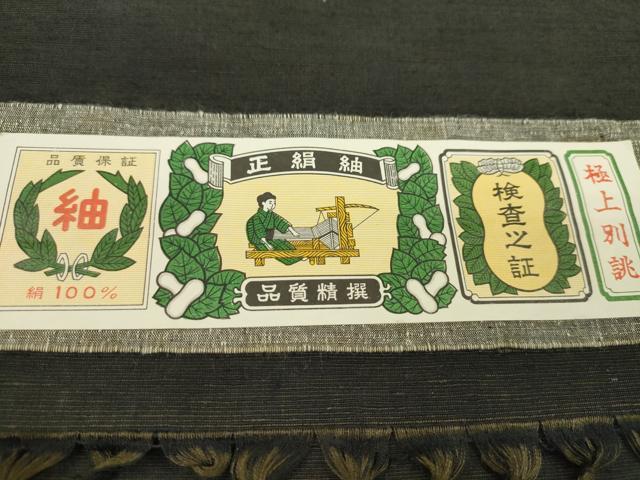 品質保証
紬
絹100%
正絹紬
品質精撰
検査之証
極上別誂